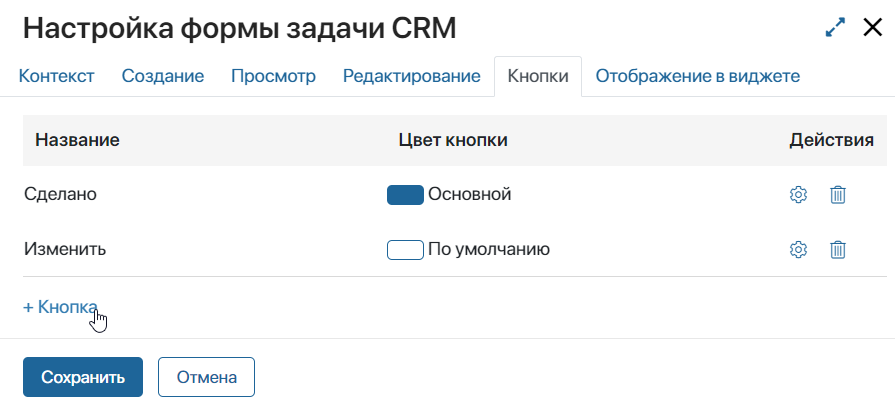 Настройка формы задачи CRM
Контекст Создание Просмотр Редактирование Кнопки Отображение в виджете
Название Цвет кнопки Действия
Сделано Основной
Изменить По умолчанию
+ Кнопка
Сохранить Отмена